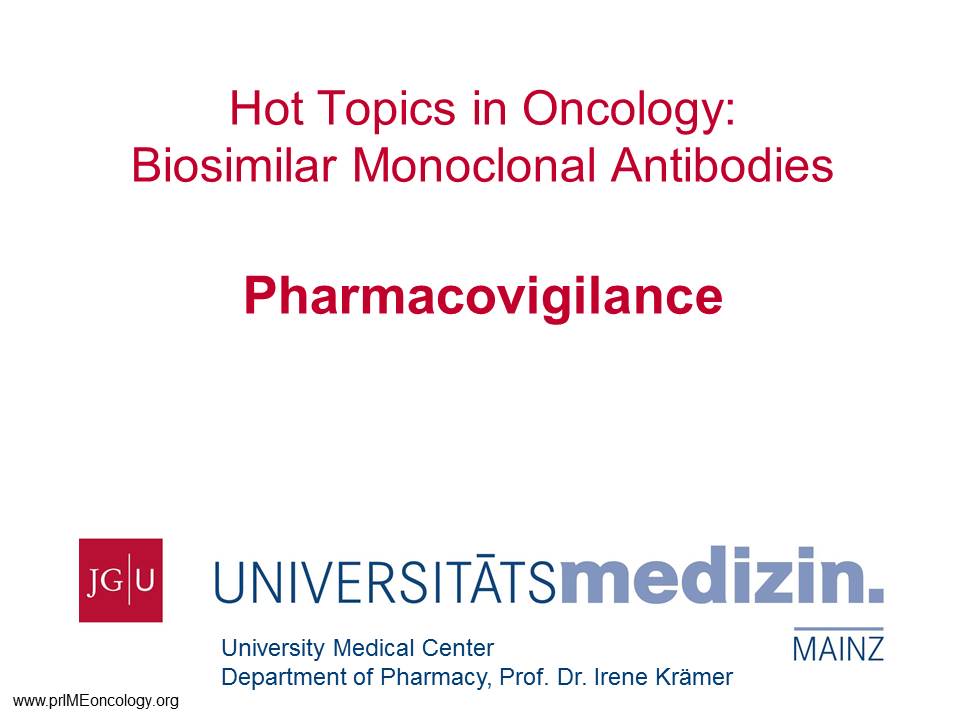 Hot Topics in Oncology:
Biosimilar Monoclonal Antibodies
Pharmacovigilance
JG|U
UNIVERSITĀTSmedizin.
MAINZ
University Medical Center
Department of Pharmacy, Prof. Dr. Irene Krämer
www.prIMEoncology.org